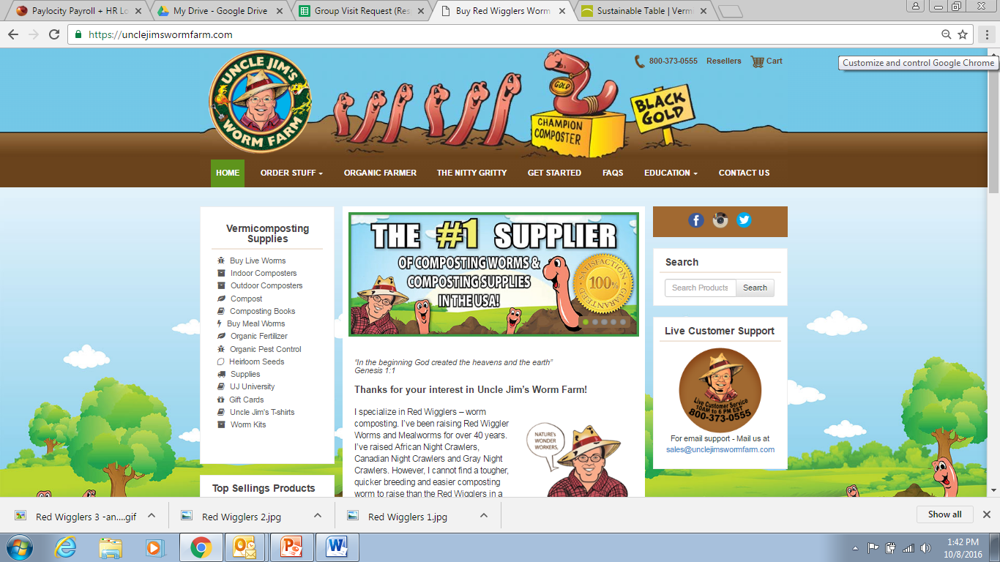 Paylocity Payroll + HR Lo
My Drive - Google Drive
Group Visit Request (Res
Buy Red Wigglers Worm
Sustainable Table | Verm
https://unclejimswormfarm.com
Customize and control Google Chrome
UNCLE JIM'S
WORM FARM
GOLD
CHAMPION
COMPOSTER
BLACK
GOLD
800-373-0555 Resellers Cart
HOME ORDER STUFF ORGANIC FARMER THE NITTY GRITTY GET STARTED FAQS EDUCATION CONTACT US
Vermicomposting
Supplies
Buy Live Worms
Indoor Composters
Outdoor Composters
Compost
Composting Books
Buy Meal Worms
Organic Fertilizer
Organic Pest Control
Heirloom Seeds
Supplies
UJ University
Gift Cards
Uncle Jim's T-shirts
Worm Kits
Top Sellings Products
THE #1 SUPPLIER
OF COMPOSTING WORMS &
COMPOSTING SUPPLIES
IN THE USA!
SATISFACTION
100%
GUARANTEED
“In the beginning God created the heavens and the earth”
Genesis 1:1
Thanks for your interest in Uncle Jim’s Worm Farm!
I specialize in Red Wigglers – worm
composting. I’ve been raising Red Wiggler
Worms and Mealworms for over 40 years.
I’ve raised African Night Crawlers,
Canadian Night Crawlers and Gray Night
Crawlers. However, I cannot find a tougher,
quicker breeding and easier composting
worm to raise than the Red Wigglers in a
NATURE'S
WONDER
WORKERS,
Search
Search Products Search
Live Customer Support
Live Customer Service
10AM to 6 PM EST
800-373-0555
For email support - Mail us at
sales@unclejimswormfarm.com
Red Wigglers 3 -an....gif
Red Wigglers 2.jpg
Red Wigglers 1.jpg
Show all
1:42 PM
10/8/2016